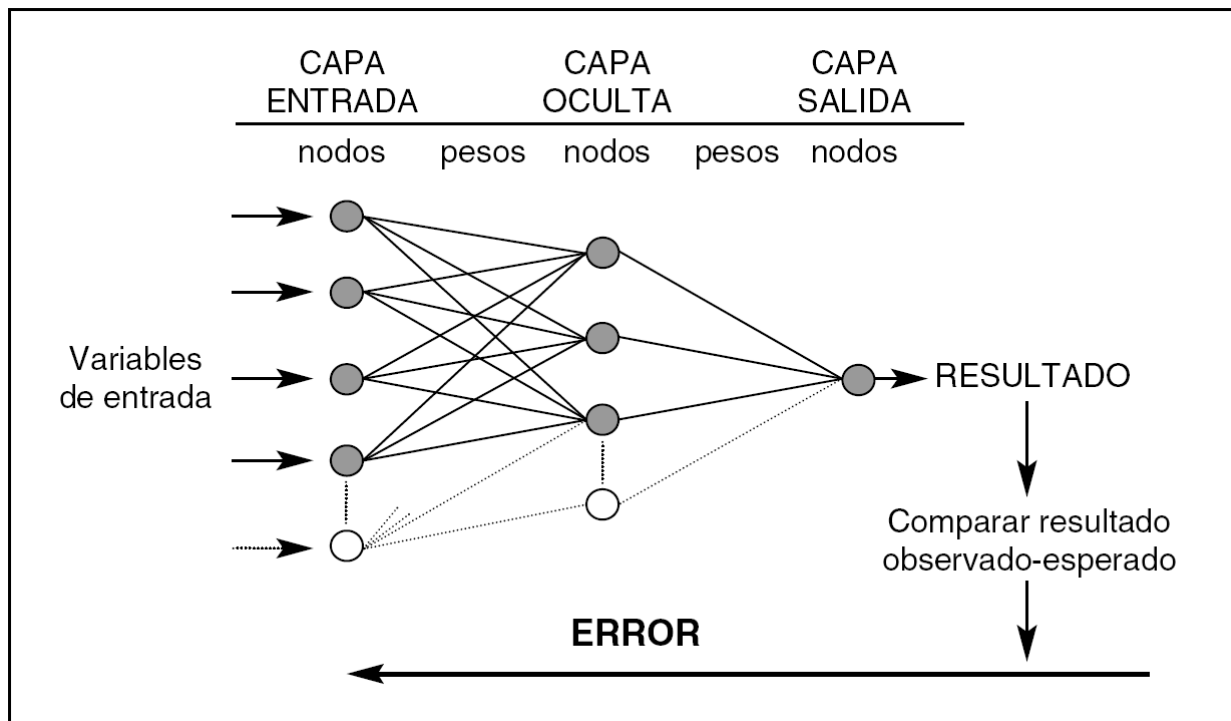 CAPA CAPA CAPA
ENTRADA OCULTA SALIDA
nodos pesos nodos pesos nodos
Variables
de entrada
RESULTADO
Comparar resultado
observado-esperado
ERROR